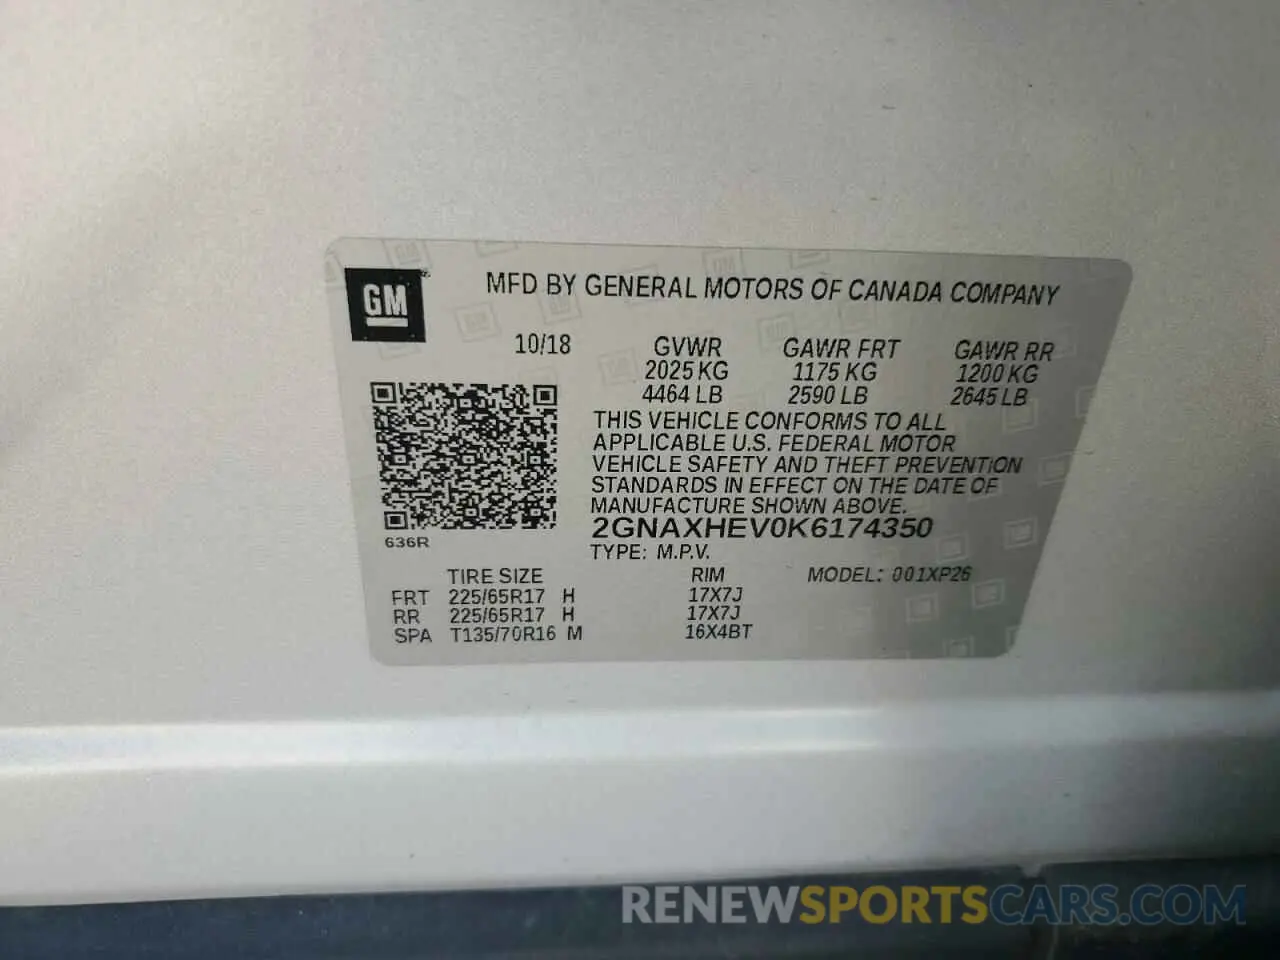 GM
MFD BY GENERAL MOTORS OF CANADA COMPANY
10/18 GVWR GAWR FRT GAWR RR
2025 KG 1175 KG 1200 KG
4464 LB 2590 LB 2645 LB
THIS VEHICLE CONFORMS TO ALL
APPLICABLE U.S. FEDERAL MOTOR
VEHICLE SAFETY AND THEFT PREVENTION
STANDARDS IN EFFECT ON THE DATE OF
MANUFACTURE SHOWN ABOVE.
2GNAXHEV0K6174350
636R
TYPE: M.P.V.
TIRE SIZE RIM MODEL: 001XP26
FRT 225/65R17 H 17X7J
RR 225/65R17 H 17X7J
SPA T135/70R16 M 16X4BT
RENEWSPORTSCARS.COM